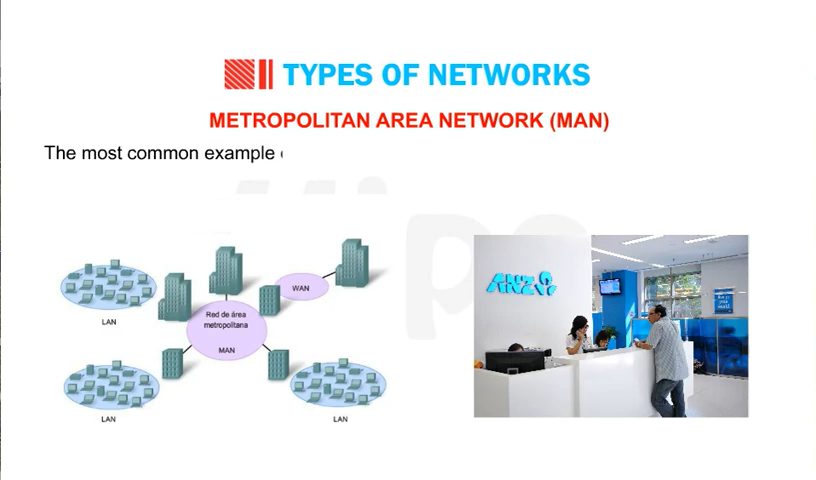 TYPES OF NETWORKS
METROPOLITAN AREA NETWORK (MAN)
The most common example
WAN
Red de área
metropolitana
MAN
LAN
LAN
LAN
ANZ